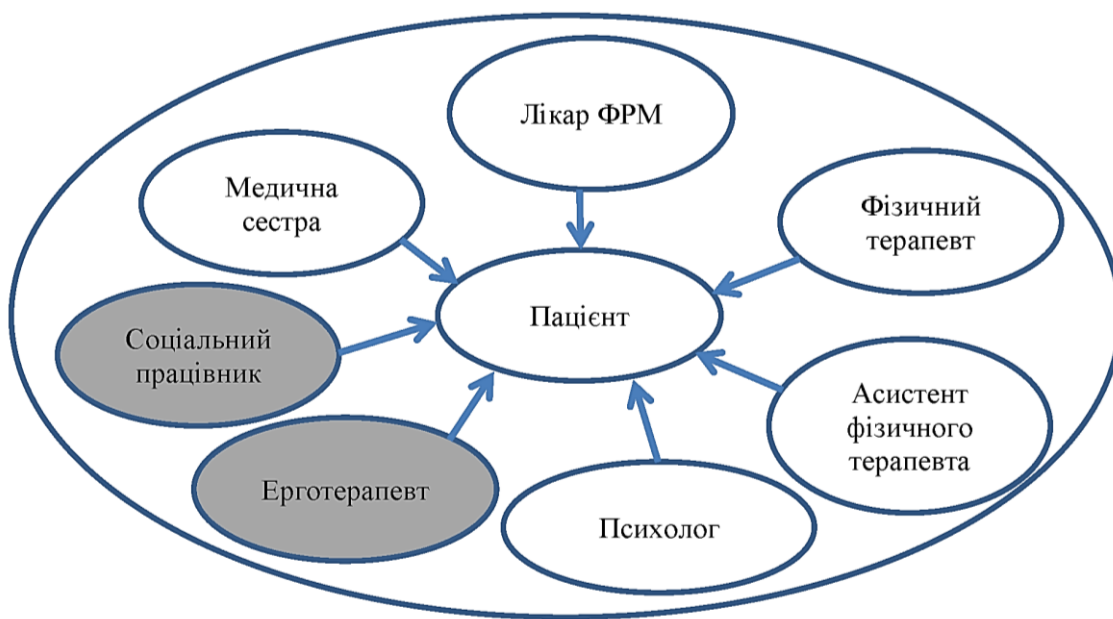 Лікар ФРМ
Медична
сестра
Фізичний
терапевт
Пацієнт
Соціальний
працівник
Асистент
фізичного
терапевта
Ерготерапевт
Психолог